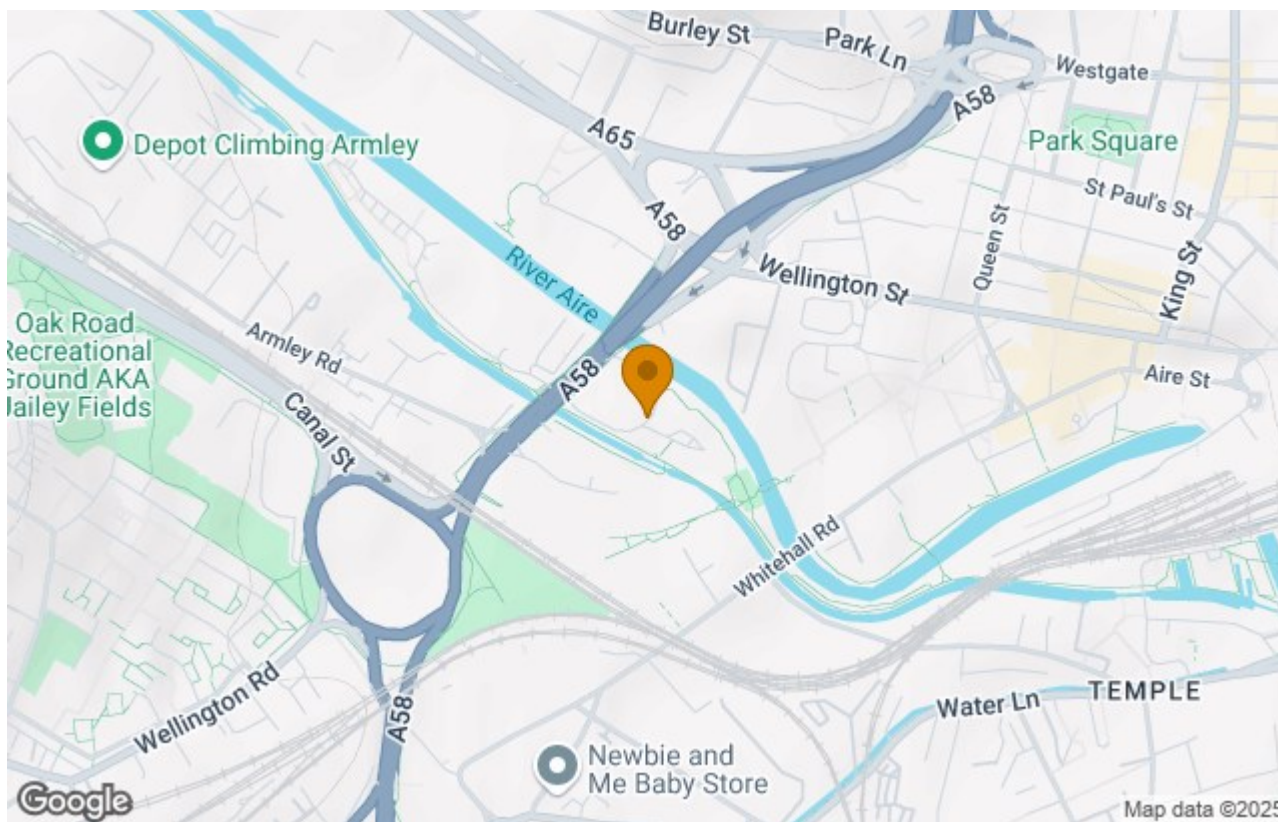 Burley St
Park Ln
Westgate
A58
A65
Park Square
Depot Climbing Armley
St Paul's St
A58
Queen St
King St
River Aire
Wellington St
Oak Road
Recreational
Ground AKA
Jailey Fields
Armley Rd
A58
Aire St
Canal St
Whitehall Rd
Wellington Rd
A58
Water Ln
TEMPLE
Newbie and
Me Baby Store
Google
Map data ©2025